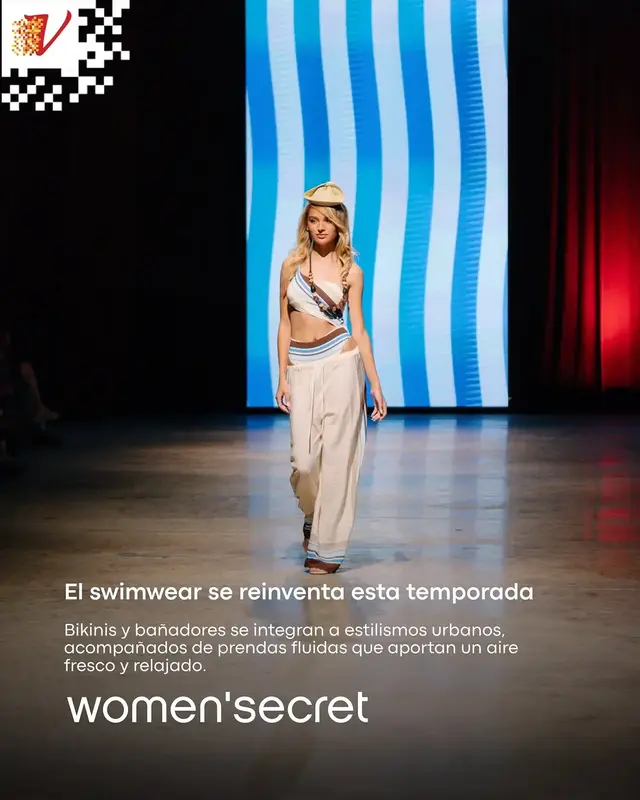 V
El swimwear se reinventa esta temporada
Bikinis y bañadores se integran a estilismos urbanos,
acompañados de prendas fluidas que aportan un aire
fresco y relajado.
women'secret